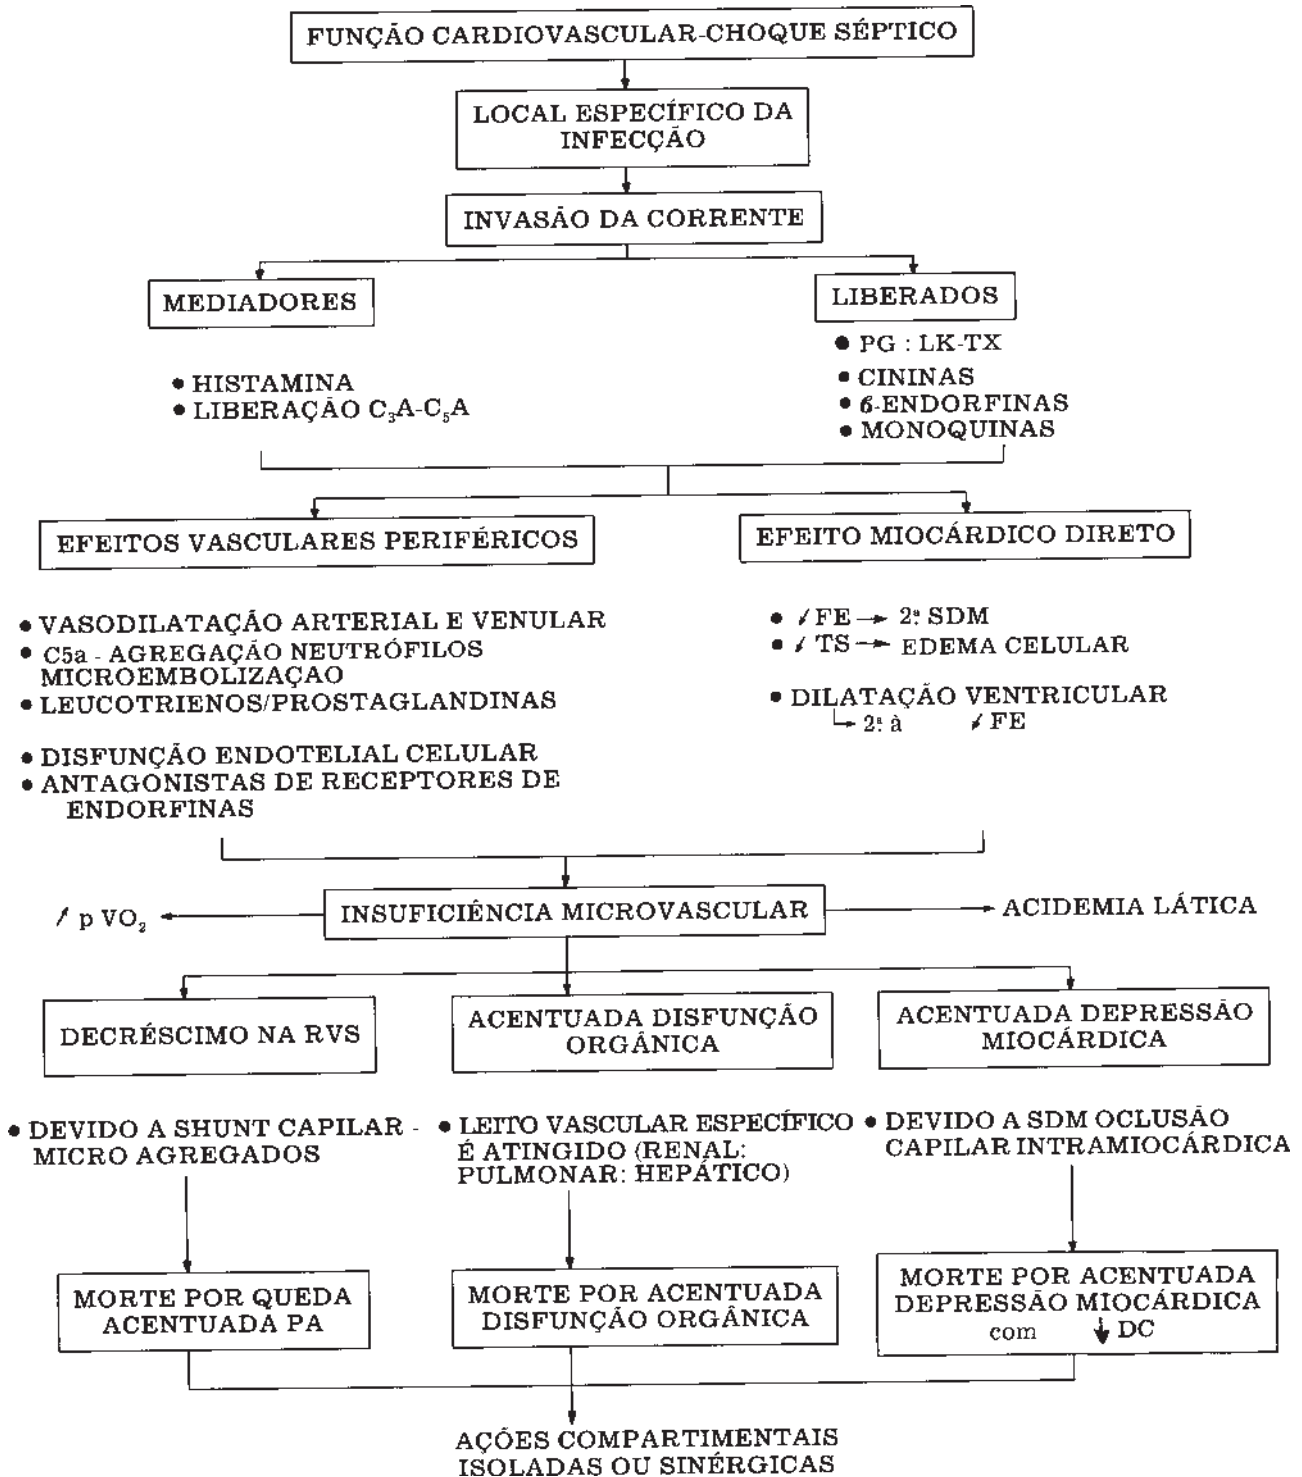 FUNÇÃO CARDIOVASCULAR-CHOQUE SÉPTICO
LOCAL ESPECÍFICO DA
INFECÇÃO
INVASÃO DA CORRENTE
MEDIADORES
LIBERADOS
● HISTAMINA
● LIBERAÇÃO C₃A-C₅A
● PG : LK-TX
● CININAS
● 6-ENDORFINAS
● MONOQUINAS
EFEITOS VASCULARES PERIFÉRICOS
EFEITO MIOCÁRDICO DIRETO
● VASODILATAÇÃO ARTERIAL E VENULAR
● C5a - AGREGAÇÃO NEUTRÓFILOS
MICROEMBOLIZAÇAO
● LEUCOTRIENOS/PROSTAGLANDINAS
● DISFUNÇÃO ENDOTELIAL CELULAR
● ANTAGONISTAS DE RECEPTORES DE
ENDORFINAS
● ↙ FE → 2ª SDM
● ↙ TS → EDEMA CELULAR
● DILATAÇÃO VENTRICULAR
↳ 2ª à ↙ FE
↗ p VO₂
INSUFICIÊNCIA MICROVASCULAR
ACIDEMIA LÁTICA
DECRÉSCIMO NA RVS
ACENTUADA DISFUNÇÃO
ORGÂNICA
ACENTUADA DEPRESSÃO
MIOCÁRDICA
● DEVIDO A SHUNT CAPILAR -
MICRO AGREGADOS
● LEITO VASCULAR ESPECÍFICO
É ATINGIDO (RENAL:
PULMONAR: HEPÁTICO)
● DEVIDO A SDM OCLUSÃO
CAPILAR INTRAMIOCÁRDICA
MORTE POR QUEDA
ACENTUADA PA
MORTE POR ACENTUADA
DISFUNÇÃO ORGÂNICA
MORTE POR ACENTUADA
DEPRESSÃO MIOCÁRDICA
com ↓ DC
AÇÕES COMPARTIMENTAIS
ISOLADAS OU SINÉRGICAS